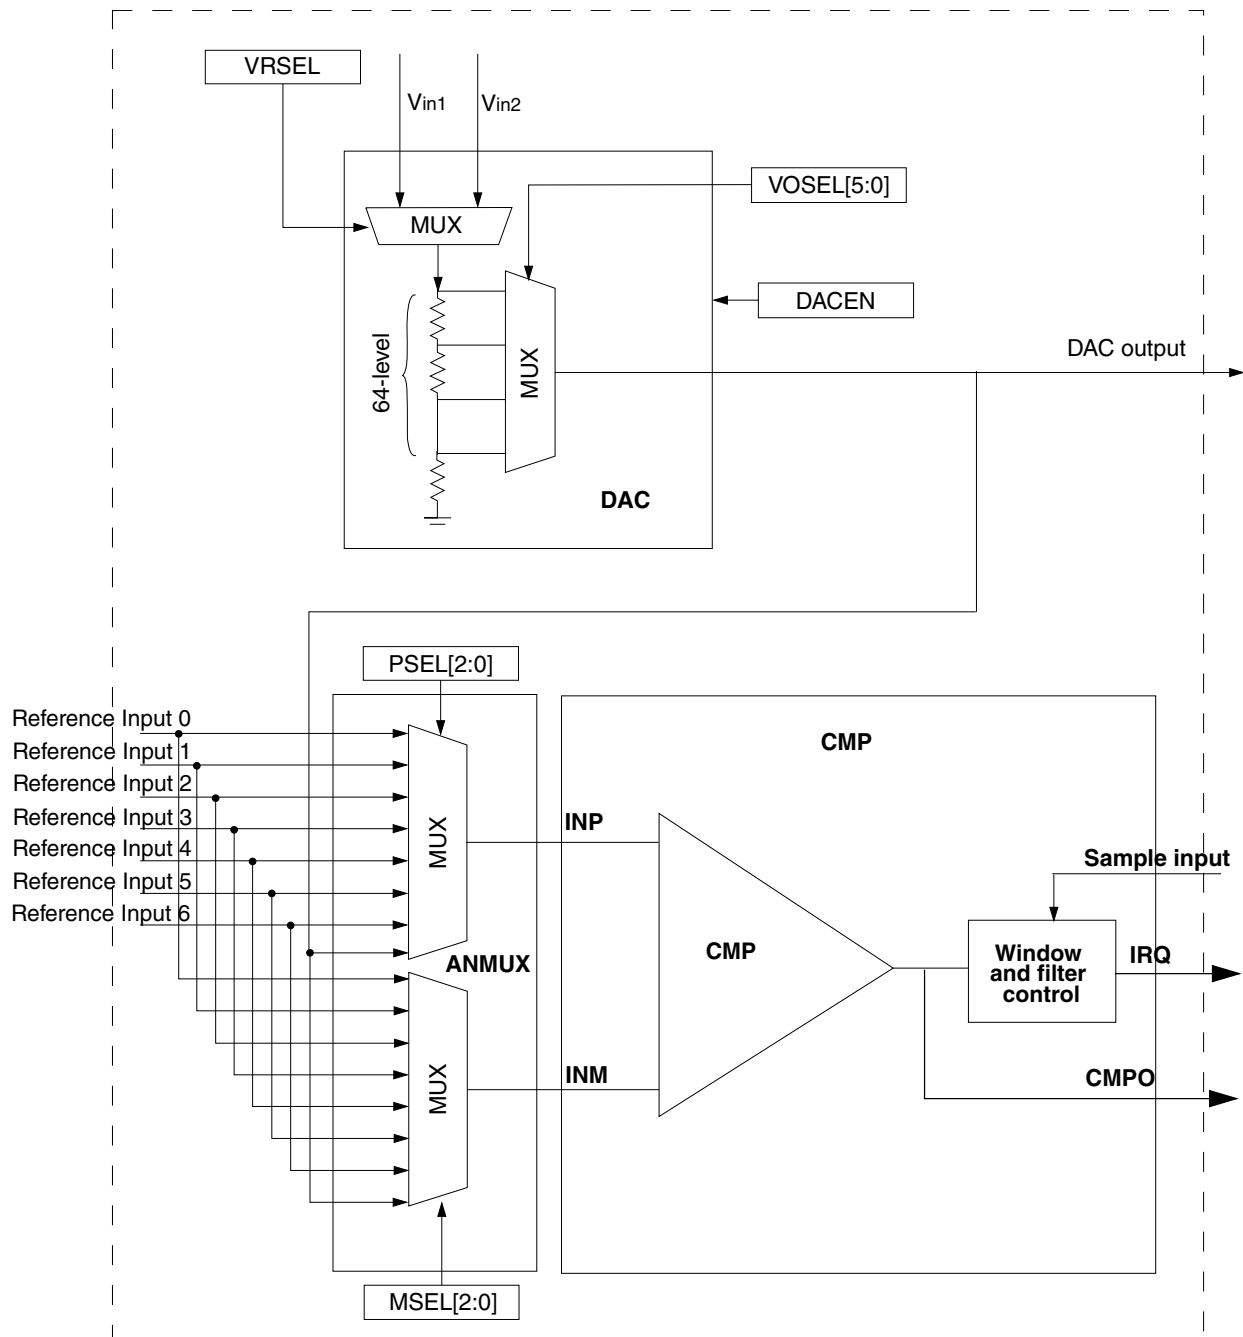 VRSEL
Vin1
Vin2
VOSEL[5:0]
MUX
DACEN
64-level
MUX
DAC output
DAC
PSEL[2:0]
Reference Input 0
Reference Input 1
Reference Input 2
Reference Input 3
Reference Input 4
Reference Input 5
Reference Input 6
MUX
CMP
INP
Sample input
ANMUX
CMP
Window
and filter
control
IRQ
MUX
INM
CMPO
MSEL[2:0]